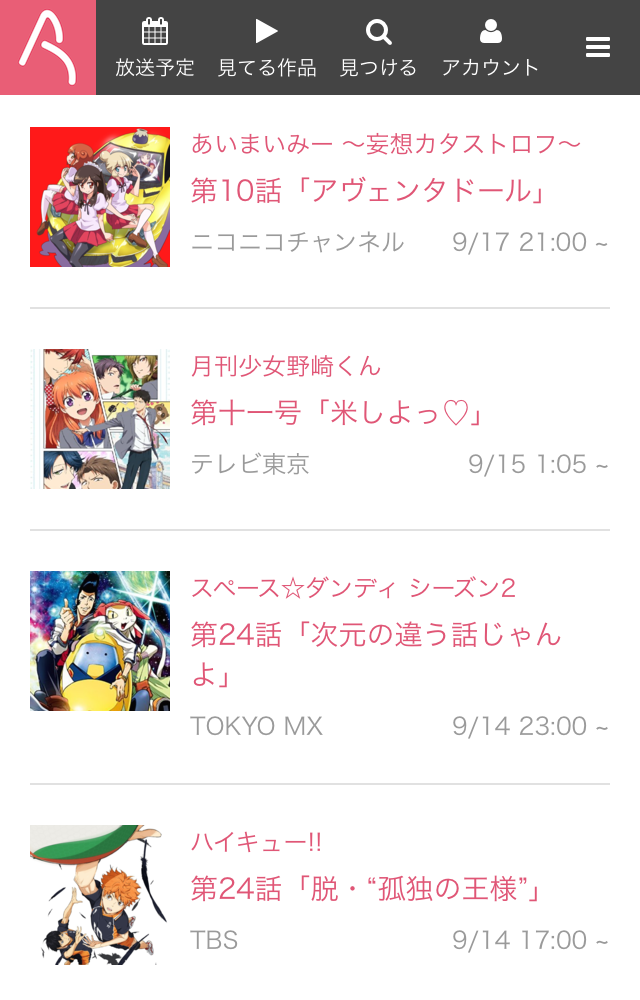 放送予定 見てる作品 見つける アカウント
あいまいみー 〜妄想カタストロフ〜
第10話「アヴェンタドール」
ニコニコチャンネル 9/17 21:00 ~
月刊少女野崎くん
第十一号「米しよっ♡」
テレビ東京 9/15 1:05 ~
スペース☆ダンディ シーズン2
第24話「次元の違う話じゃん
よ」
TOKYO MX 9/14 23:00 ~
ハイキュー!!
第24話「脱・“孤独の王様”」
TBS 9/14 17:00 ~